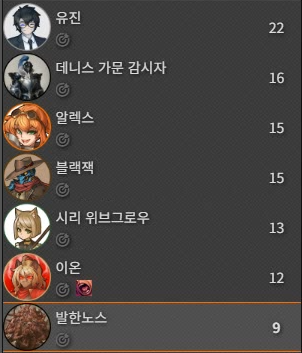 유진
22
데니스 가문 감시자
16
알렉스
15
블랙잭
15
시리 위브그로우
13
이온
12
발한노스
9